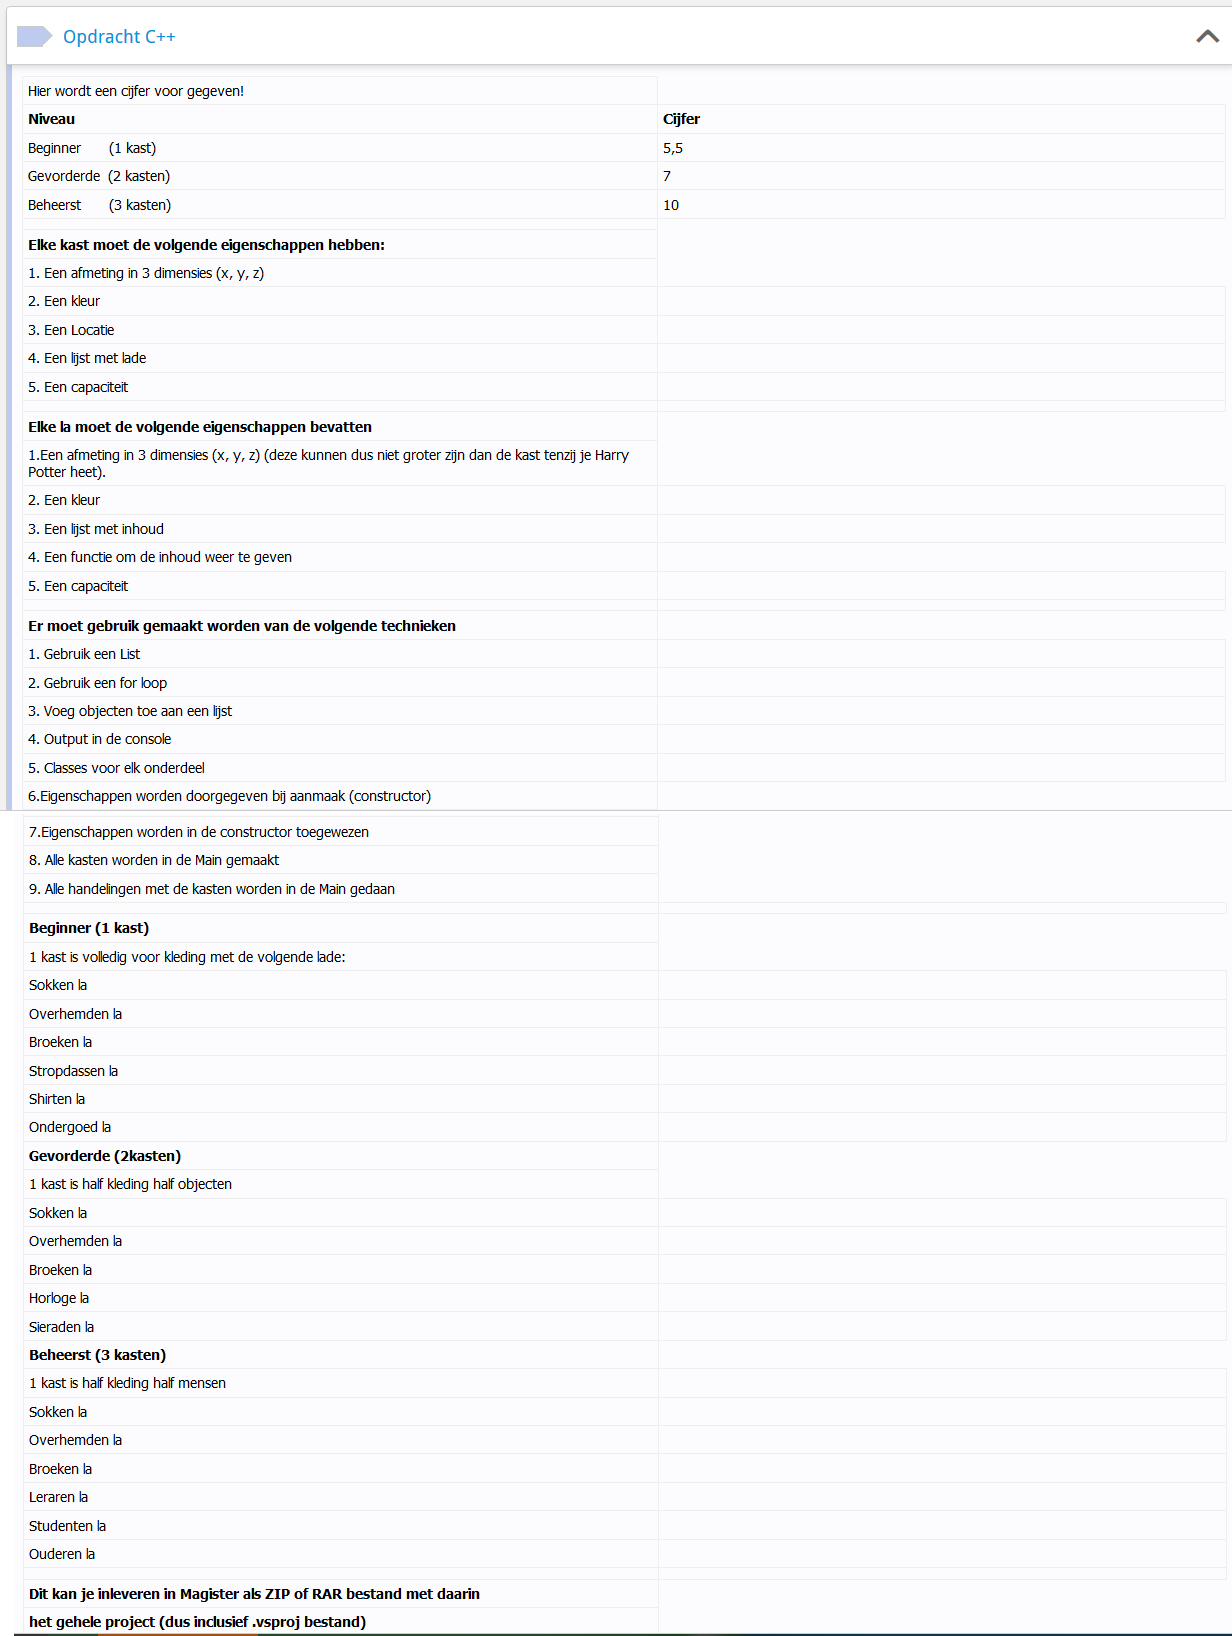 Opdracht C++
Hier wordt een cijfer voor gegeven!
Niveau Cijfer
Beginner (1 kast) 5,5
Gevorderde (2 kasten) 7
Beheerst (3 kasten) 10
Elke kast moet de volgende eigenschappen hebben:
1. Een afmeting in 3 dimensies (x, y, z)
2. Een kleur
3. Een Locatie
4. Een lijst met lade
5. Een capaciteit
Elke la moet de volgende eigenschappen bevatten
1.Een afmeting in 3 dimensies (x, y, z) (deze kunnen dus niet groter zijn dan de kast tenzij je Harry
Potter heet).
2. Een kleur
3. Een lijst met inhoud
4. Een functie om de inhoud weer te geven
5. Een capaciteit
Er moet gebruik gemaakt worden van de volgende technieken
1. Gebruik een List
2. Gebruik een for loop
3. Voeg objecten toe aan een lijst
4. Output in de console
5. Classes voor elk onderdeel
6.Eigenschappen worden doorgegeven bij aanmaak (constructor)
7.Eigenschappen worden in de constructor toegewezen
8. Alle kasten worden in de Main gemaakt
9. Alle handelingen met de kasten worden in de Main gedaan
Beginner (1 kast)
1 kast is volledig voor kleding met de volgende lade:
Sokken la
Overhemden la
Broeken la
Stropdassen la
Shirten la
Ondergoed la
Gevorderde (2kasten)
1 kast is half kleding half objecten
Sokken la
Overhemden la
Broeken la
Horloge la
Sieraden la
Beheerst (3 kasten)
1 kast is half kleding half mensen
Sokken la
Overhemden la
Broeken la
Leraren la
Studenten la
Ouderen la
Dit kan je inleveren in Magister als ZIP of RAR bestand met daarin
het gehele project (dus inclusief .vsproj bestand)